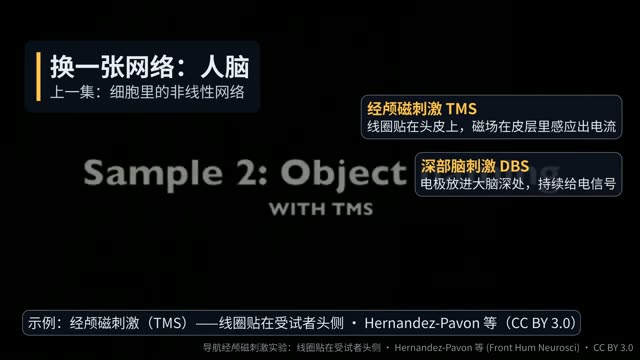 换一张网络：人脑
上一集：细胞里的非线性网络
经颅磁刺激 TMS
线圈贴在头皮上，磁场在皮层里感应出电流
深部脑刺激 DBS
电极放进大脑深处，持续给电信号
Sample 2: Object
WITH TMS
示例：经颅磁刺激（TMS）——线圈贴在受试者头侧 · Hernandez-Pavon 等（CC BY 3.0）
导航经颅磁刺激实验：线圈贴在受试者头侧 · Hernandez-Pavon 等 (Front Hum Neurosci) · CC BY 3.0